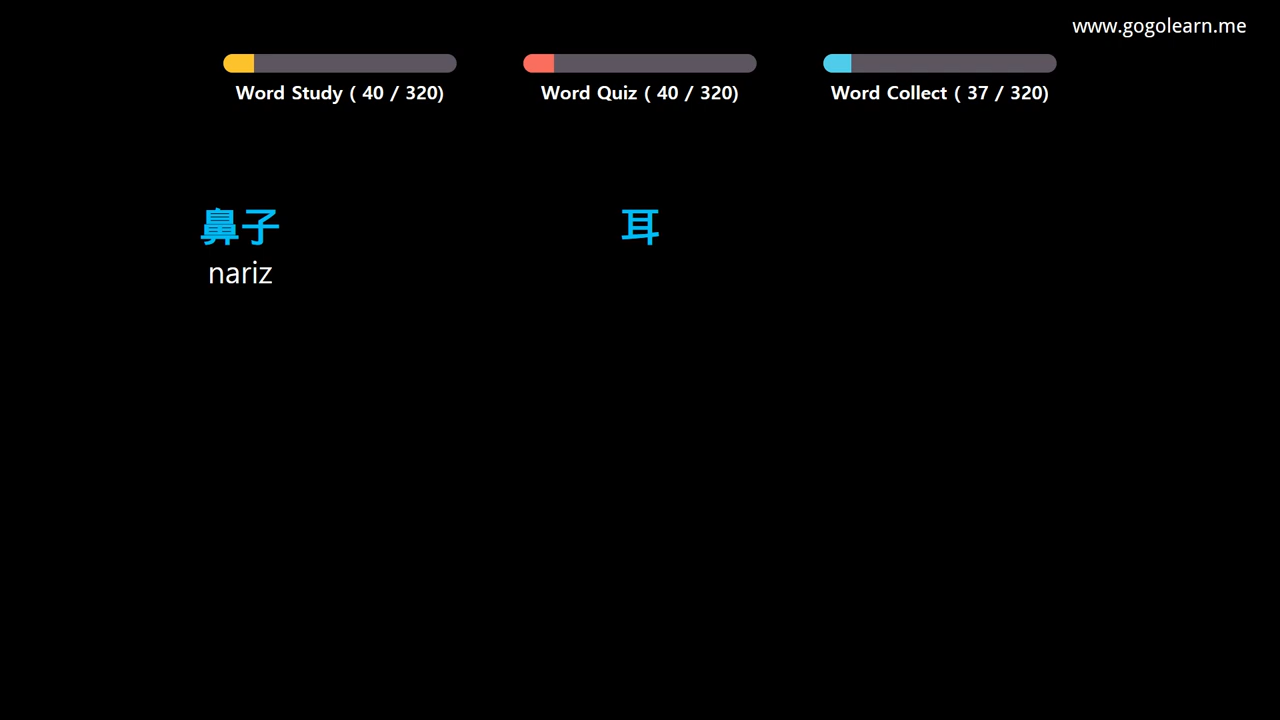 www.gogolearn.me
Word Study ( 40 / 320)
Word Quiz ( 40 / 320)
Word Collect ( 37 / 320)
鼻子
耳
nariz